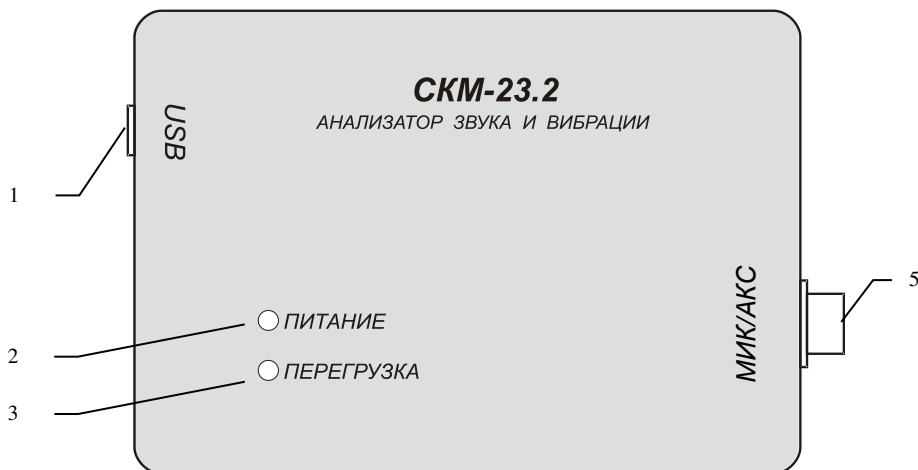 СКМ-23.2
АНАЛИЗАТОР ЗВУКА И ВИБРАЦИИ
USB
1
МИК/АКС
5
ПИТАНИЕ
2
ПЕРЕГРУЗКА
3